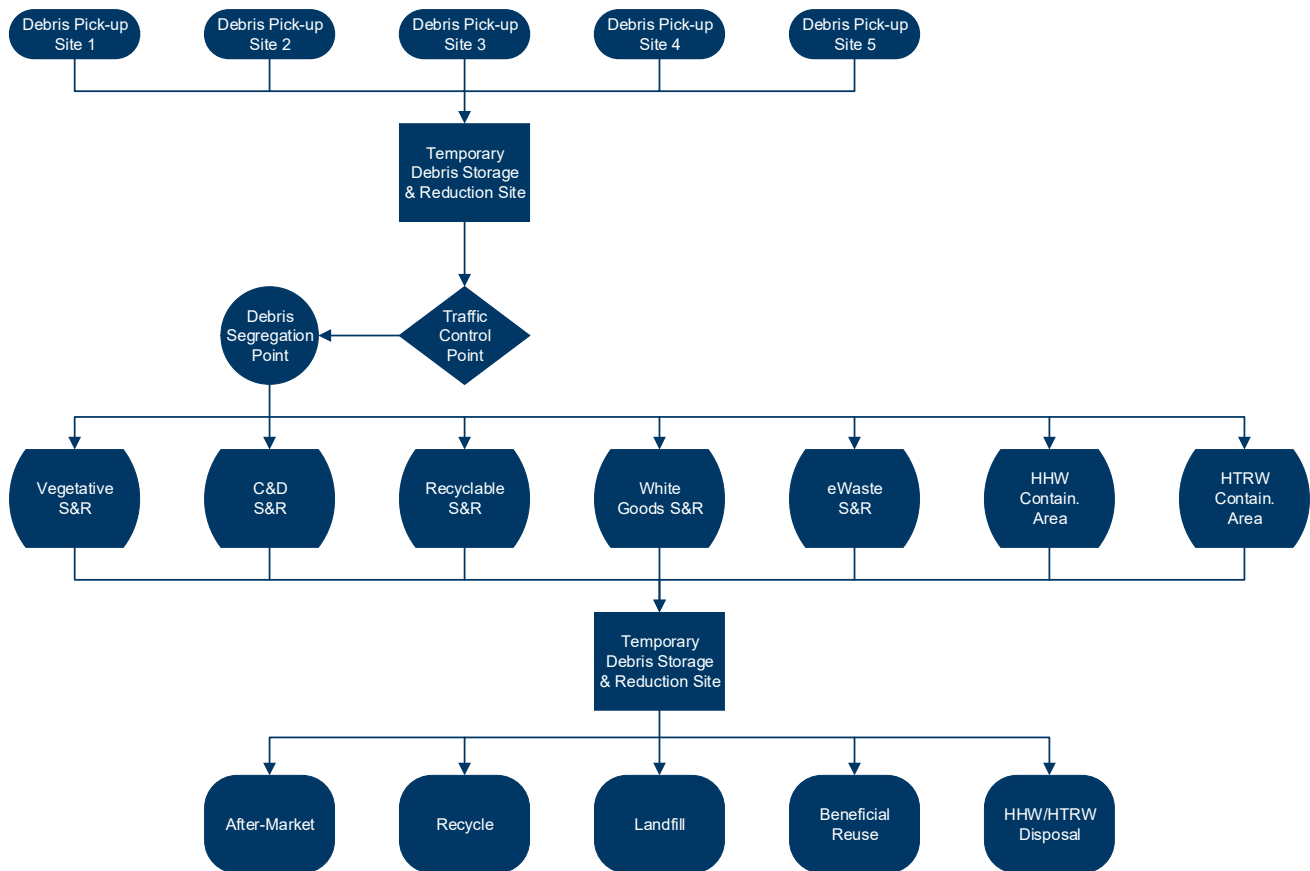 Debris Pick-up
Site 1
Debris Pick-up
Site 2
Debris Pick-up
Site 3
Debris Pick-up
Site 4
Debris Pick-up
Site 5
Temporary
Debris Storage
& Reduction Site
Debris
Segregation
Point
Traffic
Control
Point
Vegetative
S&R
C&D
S&R
Recyclable
S&R
White
Goods S&R
eWaste
S&R
HHW
Contain.
Area
HTRW
Contain.
Area
Temporary
Debris Storage
& Reduction Site
After-Market
Recycle
Landfill
Beneficial
Reuse
HHW/HTRW
Disposal